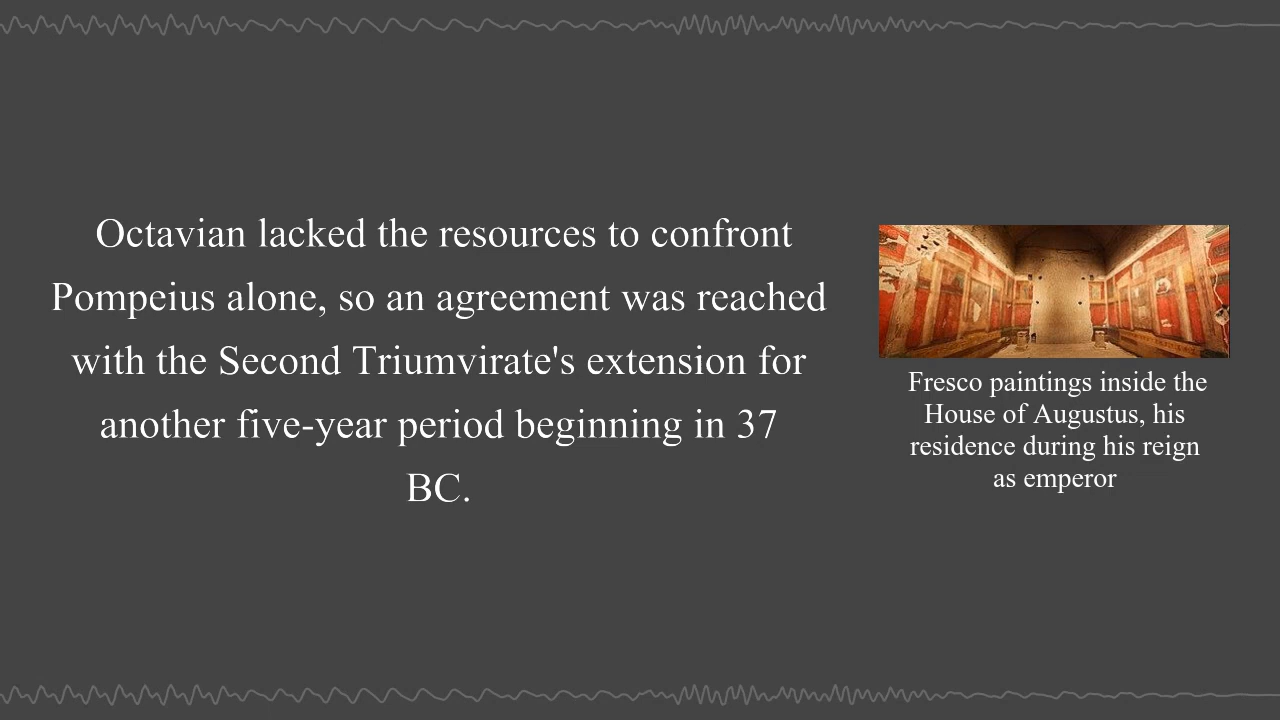 Octavian lacked the resources to confront
Pompeius alone, so an agreement was reached
with the Second Triumvirate's extension for
another five-year period beginning in 37
BC.
Fresco paintings inside the
House of Augustus, his
residence during his reign
as emperor